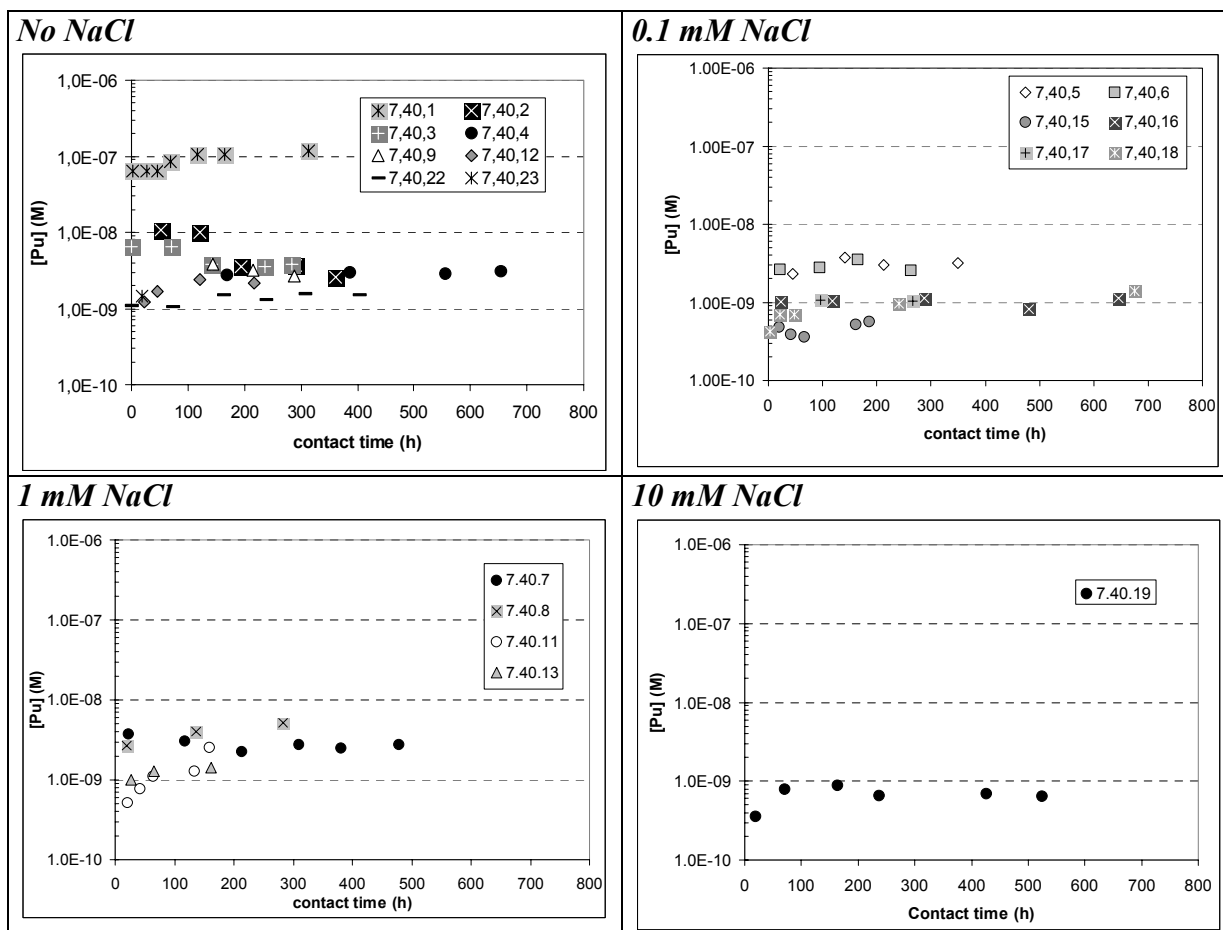 No NaCl
1,0E-06
1,0E-07
1,0E-08
1,0E-09
1,0E-10
[Pu] (M)
0 100 200 300 400 500 600 700 800
contact time (h)
7,40,1 7,40,2
7,40,3 7,40,4
7,40,9 7,40,12
7,40,22 7,40,23
0.1 mM NaCl
1.00E-06
1.00E-07
1.00E-08
1.00E-09
1.00E-10
[Pu] (M)
0 100 200 300 400 500 600 700 800
contact time (h)
7,40,5 7,40,6
7,40,15 7,40,16
7,40,17 7,40,18
1 mM NaCl
1.0E-06
1.0E-07
1.0E-08
1.0E-09
1.0E-10
[Pu] (M)
0 100 200 300 400 500 600 700 800
contact time (h)
7.40.7
7.40.8
7.40.11
7.40.13
10 mM NaCl
1.0E-06
1.0E-07
1.0E-08
1.0E-09
1.0E-10
[Pu] (M)
0 100 200 300 400 500 600 700 800
Contact time (h)
7.40.19